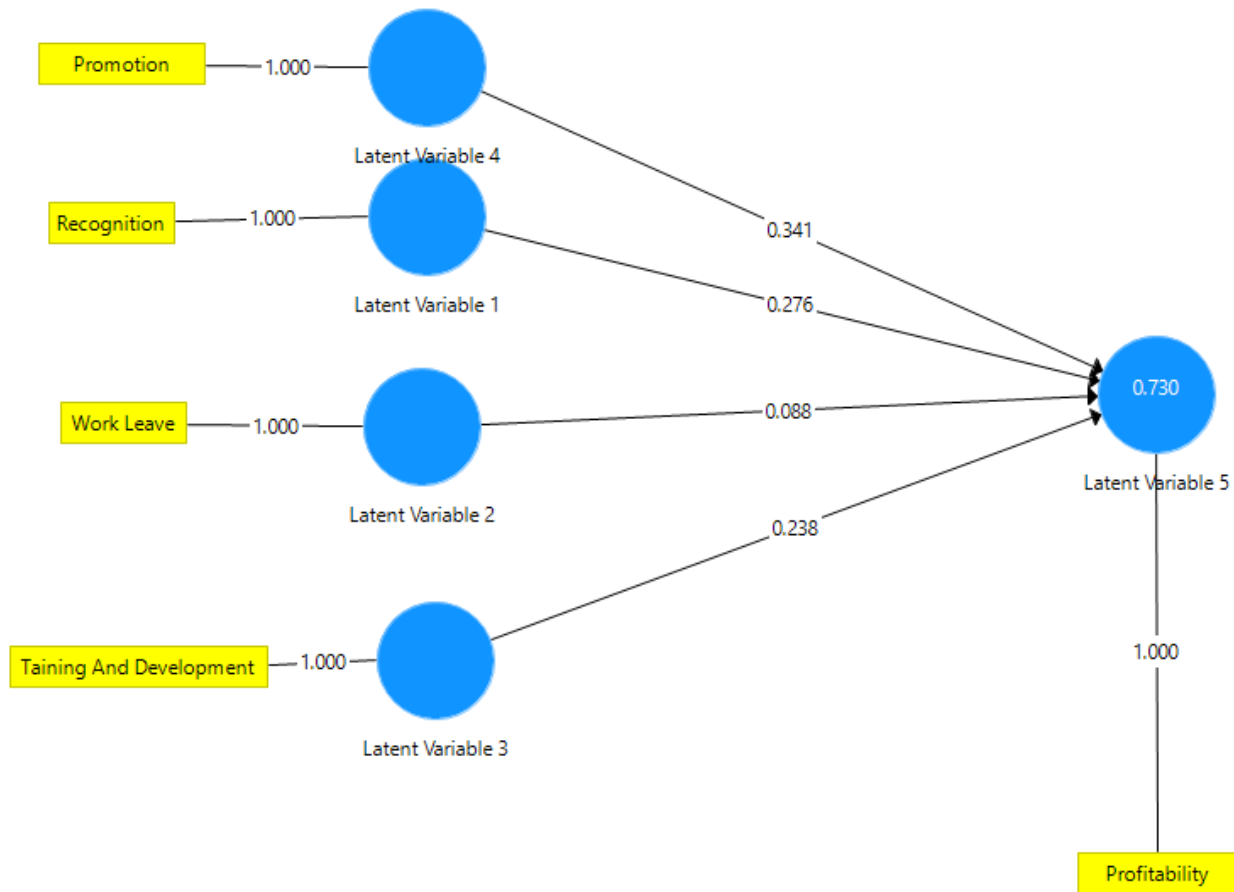 Promotion
1.000
Latent Variable 4
Recognition
1.000
0.341
Latent Variable 1
0.276
0.730
Work Leave
1.000
0.088
Latent Variable 5
Latent Variable 2
0.238
Taining And Development
1.000
1.000
Latent Variable 3
Profitability